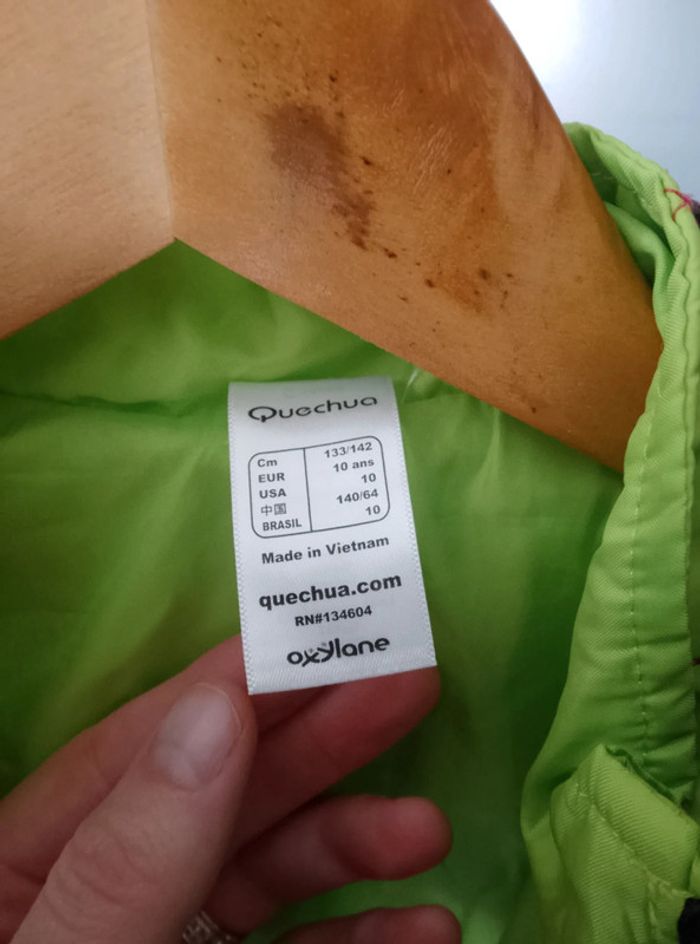 Quechua
Cm 133/142
EUR 10 ans
USA 10
中国 140/64
BRASIL 10
Made in Vietnam
quechua.com
RN#134604
oxylane